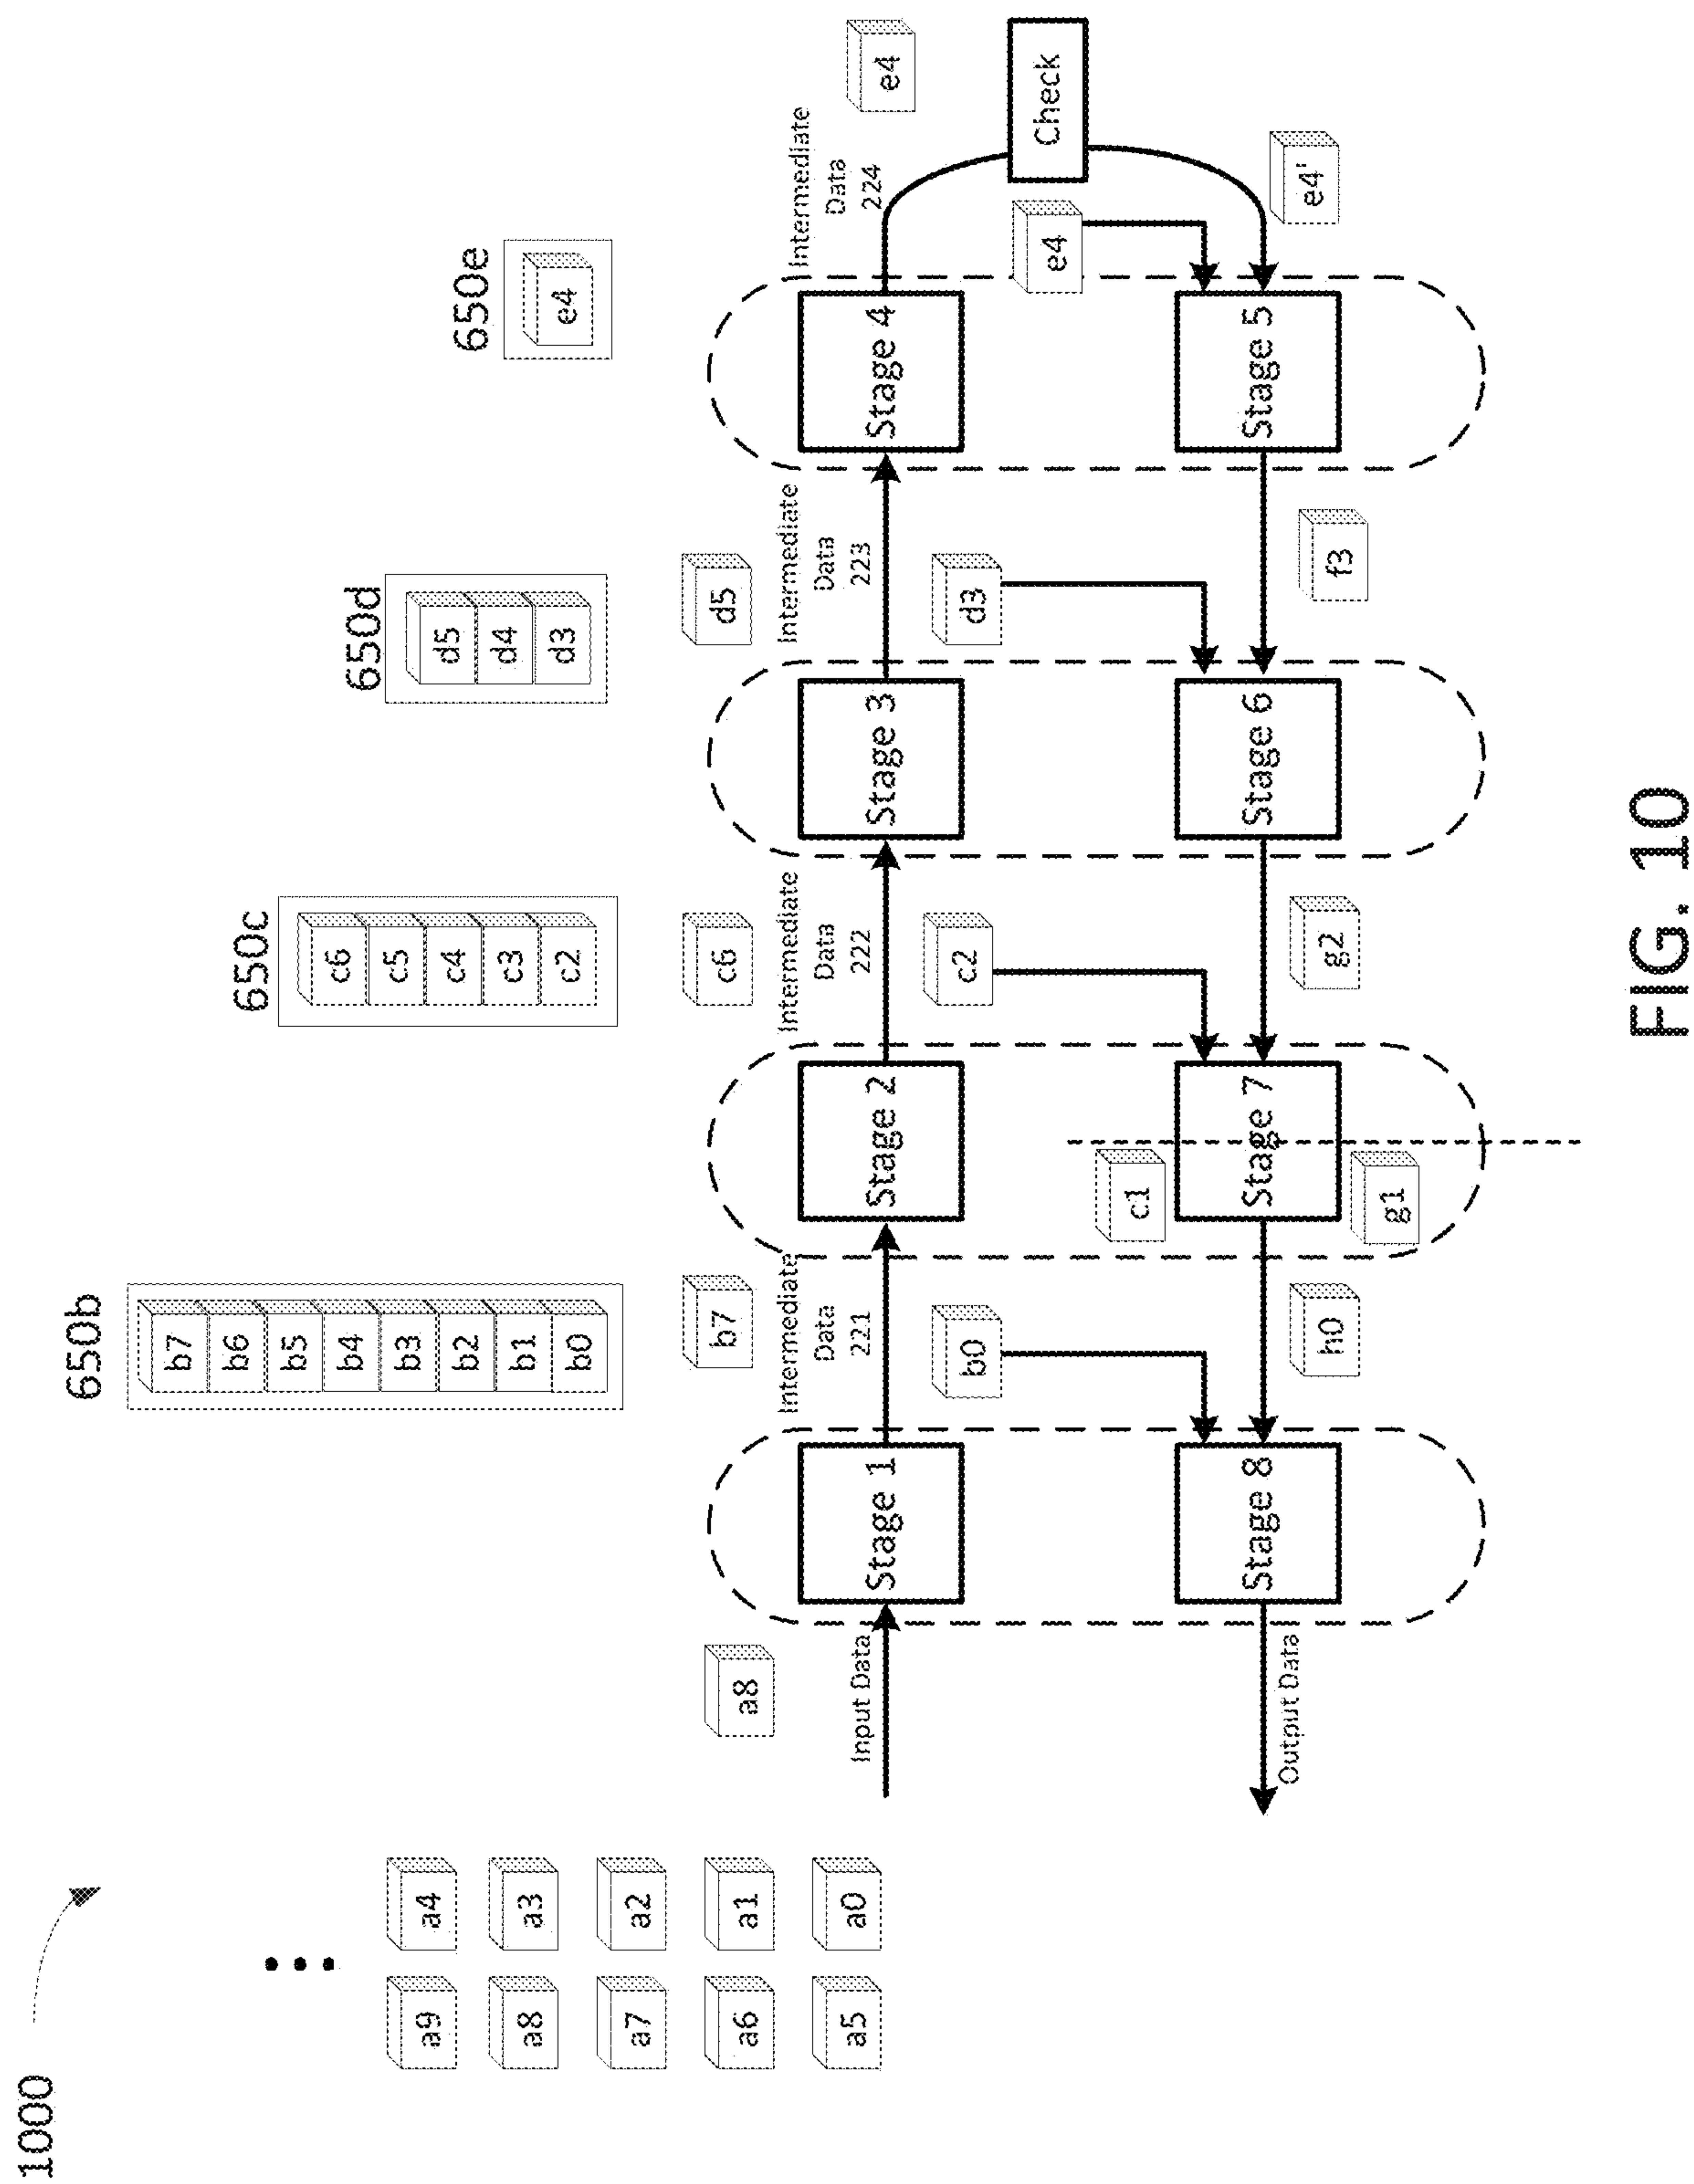 1000
650b
b7
b6
b5
b4
b3
b2
b1
b0
650c
c6
c5
c4
c3
c2
650d
d5
d4
d3
650e
e4
a9
a4
a8
a3
a7
a2
a6
a1
a5
a0
a8
Input Data
Stage 1
b7
Intermediate
Data
221
Stage 2
c6
Intermediate
Data
222
Stage 3
d5
Intermediate
Data
223
Stage 4
Intermediate
Data
224
e4
Check
b0
c2
d3
e4
e4'
c1
Output Data
Stage 8
h0
Stage 7
g1
g2
Stage 6
f3
Stage 5
FIG. 10